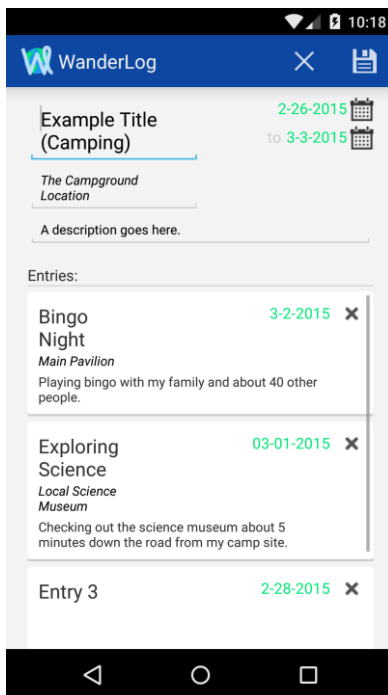 10:18
WanderLog
Example Title
(Camping)
2-26-2015
to 3-3-2015
The Campground
Location
A description goes here.
Entries:
Bingo
Night
3-2-2015
Main Pavilion
Playing bingo with my family and about 40 other
people.
Exploring
Science
03-01-2015
Local Science
Museum
Checking out the science museum about 5
minutes down the road from my camp site.
Entry 3
2-28-2015